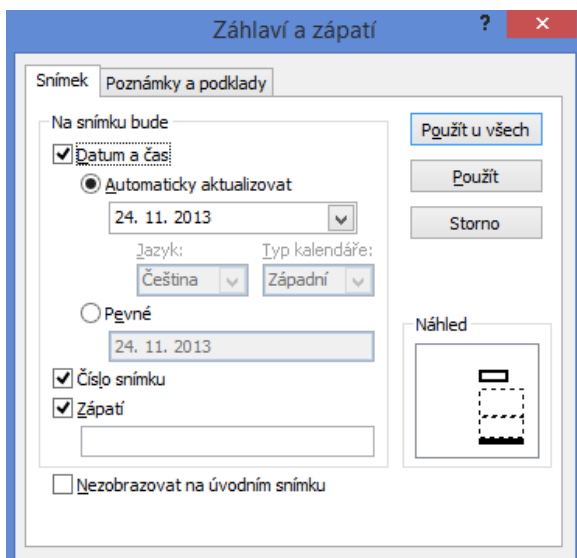 Záhlaví a zápatí ?
Snímek Poznámky a podklady
Na snímku bude
Datum a čas
Automaticky aktualizovat
24. 11. 2013
Jazyk: Typ kalendáře:
Čeština Západní
Pevné
24. 11. 2013
Číslo snímku
Zápatí
Nezobrazovat na úvodním snímku
Použít u všech
Použít
Storno
Náhled